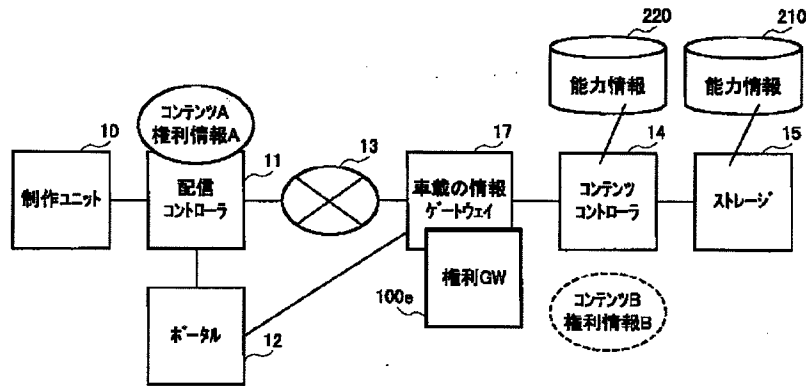 220
210
能力情報
能力情報
コンテンツA
権利情報A
10
11
13
17
14
15
制作ユニット
配信
コントローラ
車載の情報
ゲートウェイ
コンテンツ
コントローラ
ストレージ
権利GW
100e
コンテンツB
権利情報B
ポータル
12